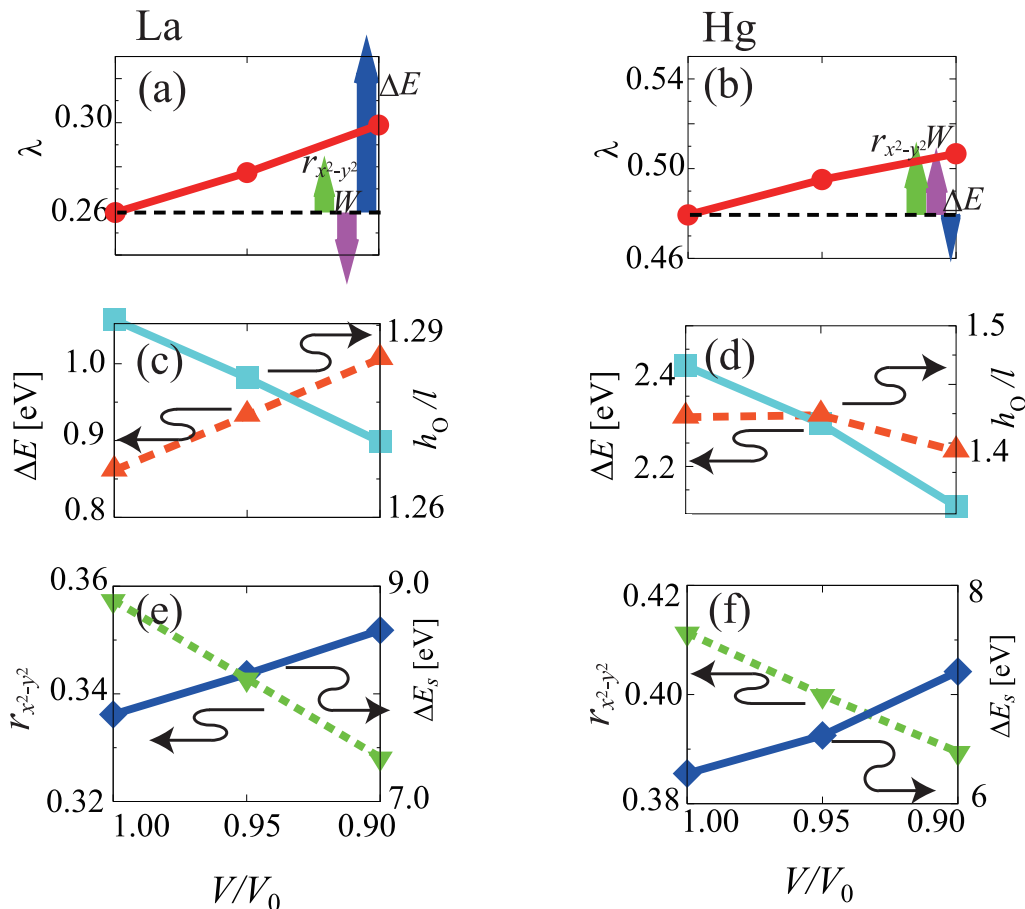 La
Hg
(a)
λ
0.30
0.26
ΔE
r_{x²−y²}
W
(b)
λ
0.54
0.50
0.46
r_{x²−y²}
W
ΔE
(c)
ΔE [eV]
1.0
0.9
0.8
1.29
1.26
h_O/l
(d)
ΔE [eV]
2.4
2.2
1.5
1.4
h_O/l
(e)
r_{x²−y²}
0.36
0.34
0.32
9.0
7.0
ΔE_s [eV]
1.00 0.95 0.90
V/V_0
(f)
r_{x²−y²}
0.42
0.40
0.38
8
6
ΔE_s [eV]
1.00 0.95 0.90
V/V_0